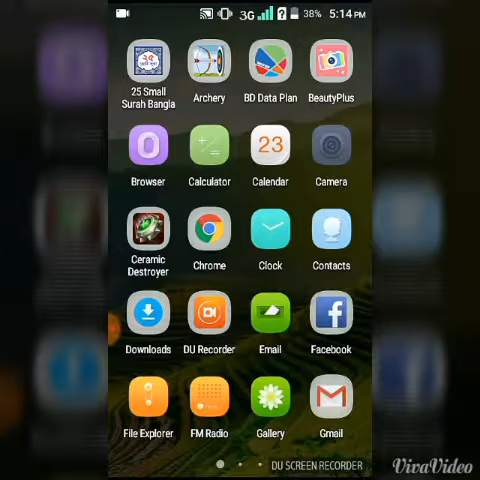 3G 38% 5:14 PM
25 Small Surah Bangla
Archery
BD Data Plan
BeautyPlus
Browser
Calculator
23
Calendar
Camera
Ceramic Destroyer
Chrome
Clock
Contacts
Downloads
DU Recorder
Email
Facebook
File Explorer
FM Radio
Gallery
Gmail
DU SCREEN RECORDER
VivaVideo